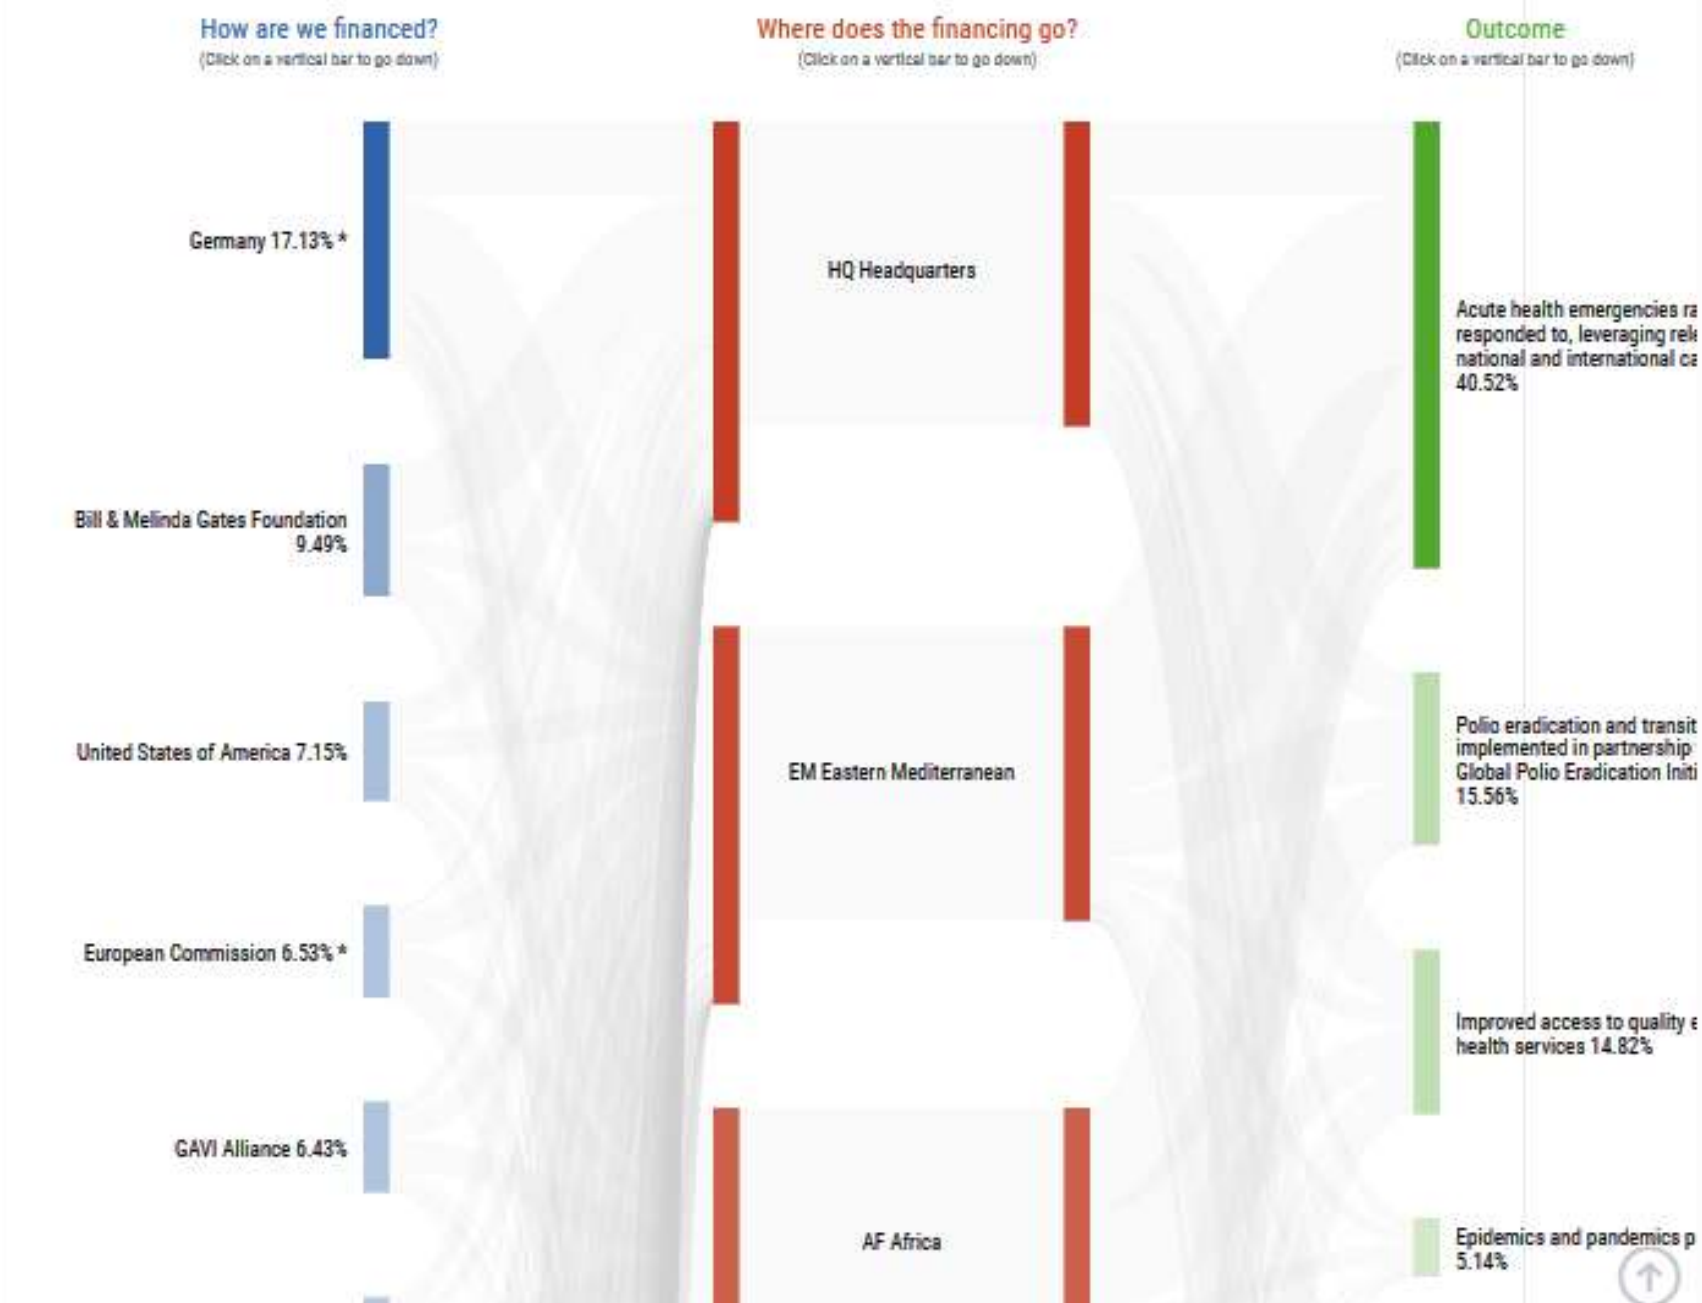 How are we financed?
(Click on a vertical bar to go down)
Where does the financing go?
(Click on a vertical bar to go down)
Outcome
(Click on a vertical bar to go down)
Germany 17.13% *
Bill & Melinda Gates Foundation
9.49%
United States of America 7.15%
European Commission 6.53% *
GAVI Alliance 6.43%
HQ Headquarters
EM Eastern Mediterranean
AF Africa
Acute health emergencies ra
responded to, leveraging rele
national and international ca
40.52%
Polio eradication and transit
implemented in partnership
Global Polio Eradication Initi
15.56%
Improved access to quality e
health services 14.82%
Epidemics and pandemics p
5.14%